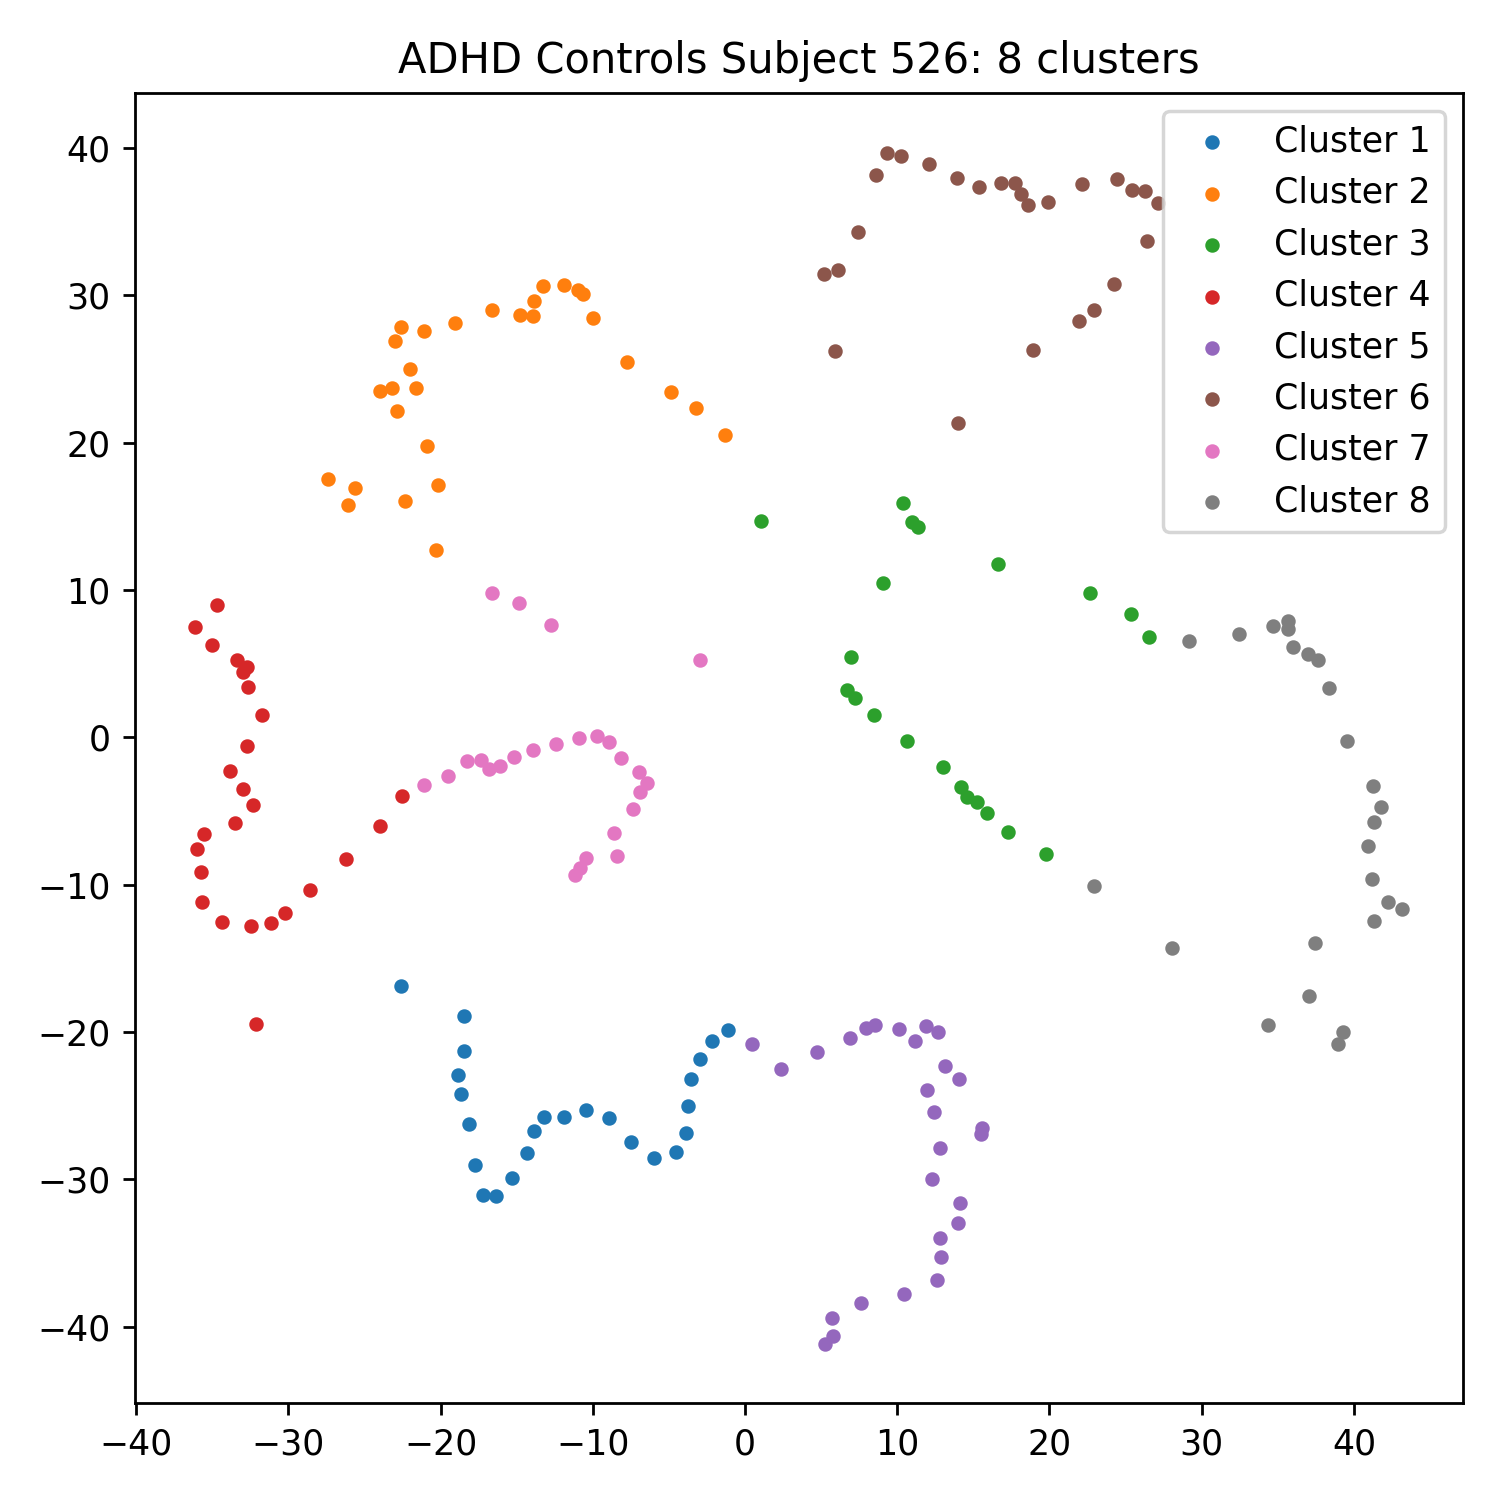 ADHD Controls Subject 526: 8 clusters
Cluster 1
Cluster 2
Cluster 3
Cluster 4
Cluster 5
Cluster 6
Cluster 7
Cluster 8
40
30
20
10
0
−10
−20
−30
−40
−40 −30 −20 −10 0 10 20 30 40